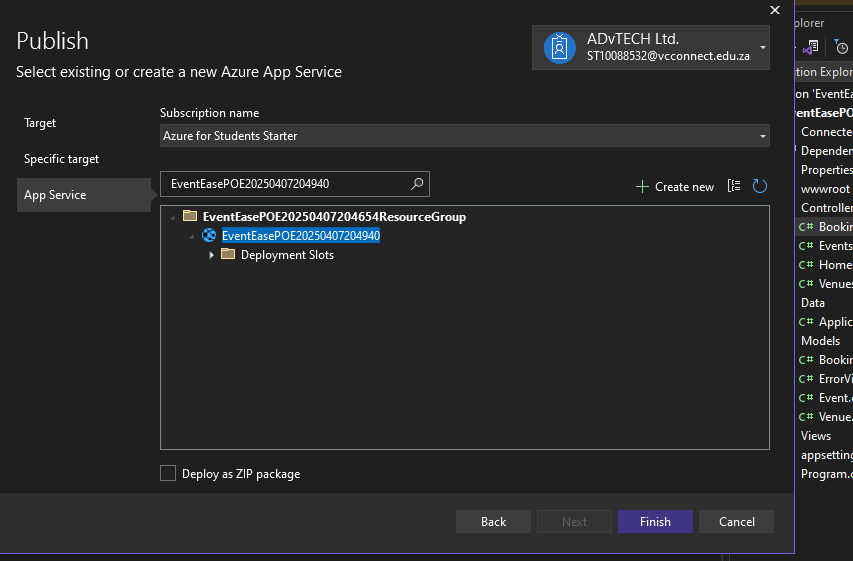 Publish
Select existing or create a new Azure App Service
ADvTECH Ltd.
ST10088532@vcconnect.edu.za
Target
Specific target
App Service
Subscription name
Azure for Students Starter
EventEasePOE20250407204940
Create new
EventEasePOE20250407204654ResourceGroup
EventEasePOE20250407204940
Deployment Slots
Deploy as ZIP package
Back
Next
Finish
Cancel
plorer
tion Explor
on 'EventEa
ventEasePO
Connecte
Dependen
Properties
wwwroot
Controller
C# Bookin
C# Events
C# Home
C# Venues
Data
C# Applic
Models
C# Bookin
C# ErrorVi
C# Event.
C# Venue.
Views
appsetting
Program.c